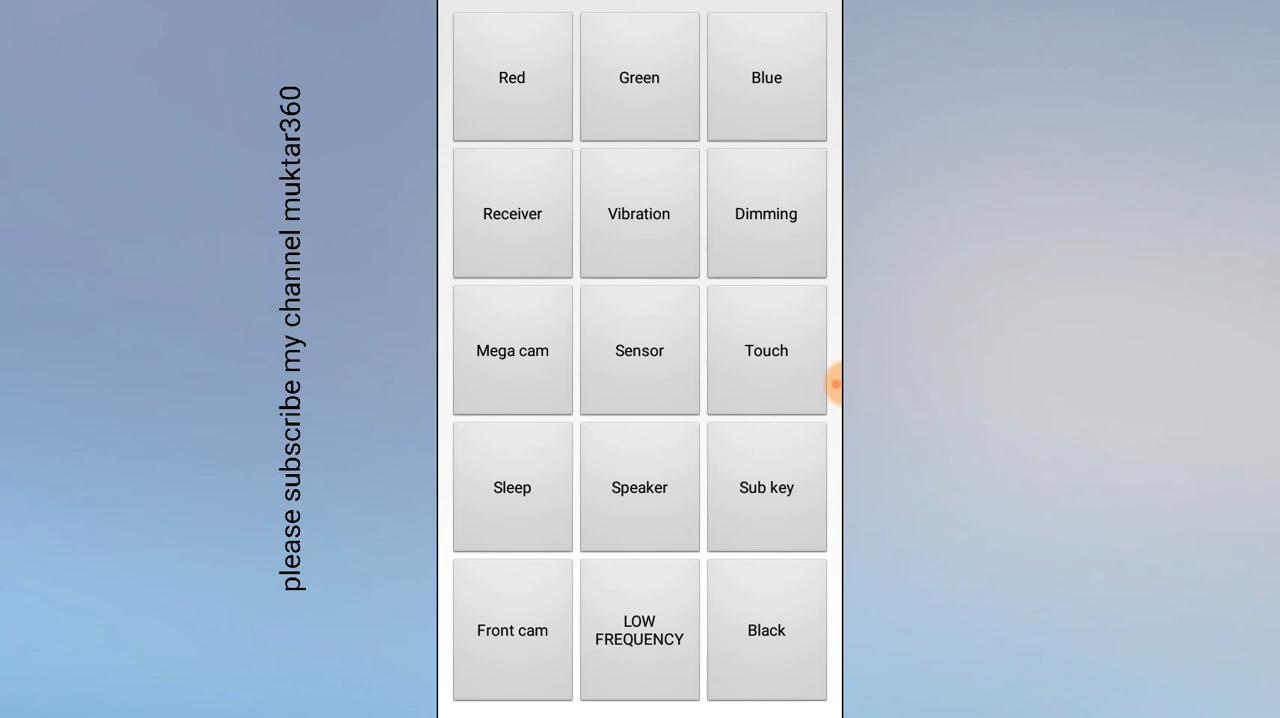 please subscribe my channel muktar360
Red
Green
Blue
Receiver
Vibration
Dimming
Mega cam
Sensor
Touch
Sleep
Speaker
Sub key
Front cam
LOW
FREQUENCY
Black